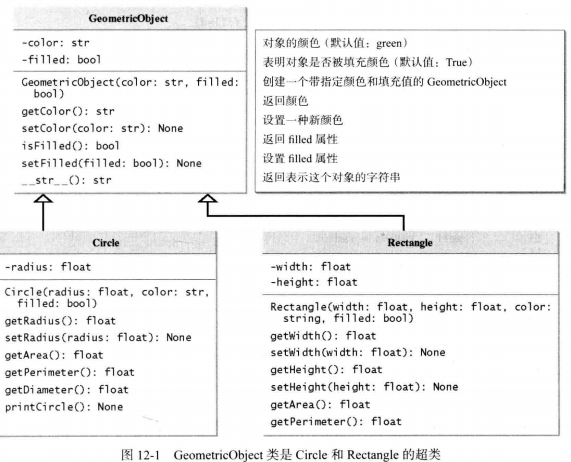 GeometricObject
-color: str
-filled: bool
GeometricObject(color: str, filled:
bool)
getColor(): str
setColor(color: str): None
isFilled(): bool
setFilled(filled: bool): None
__str__(): str
对象的颜色（默认值：green）
表明对象是否被填充颜色（默认值：True）
创建一个带指定颜色和填充值的 GeometricObject
返回颜色
设置一种新颜色
返回 filled 属性
设置 filled 属性
返回表示这个对象的字符串
Circle
-radius: float
Circle(radius: float, color: str,
filled: bool)
getRadius(): float
setRadius(radius: float): None
getArea(): float
getPerimeter(): float
getDiameter(): float
printCircle(): None
Rectangle
-width: float
-height: float
Rectangle(width: float, height: float, color:
string, filled: bool)
getWidth(): float
setWidth(width: float): None
getHeight(): float
setHeight(height: float): None
getArea(): float
getPerimeter(): float
图 12-1 GeometricObject 类是 Circle 和 Rectangle 的超类